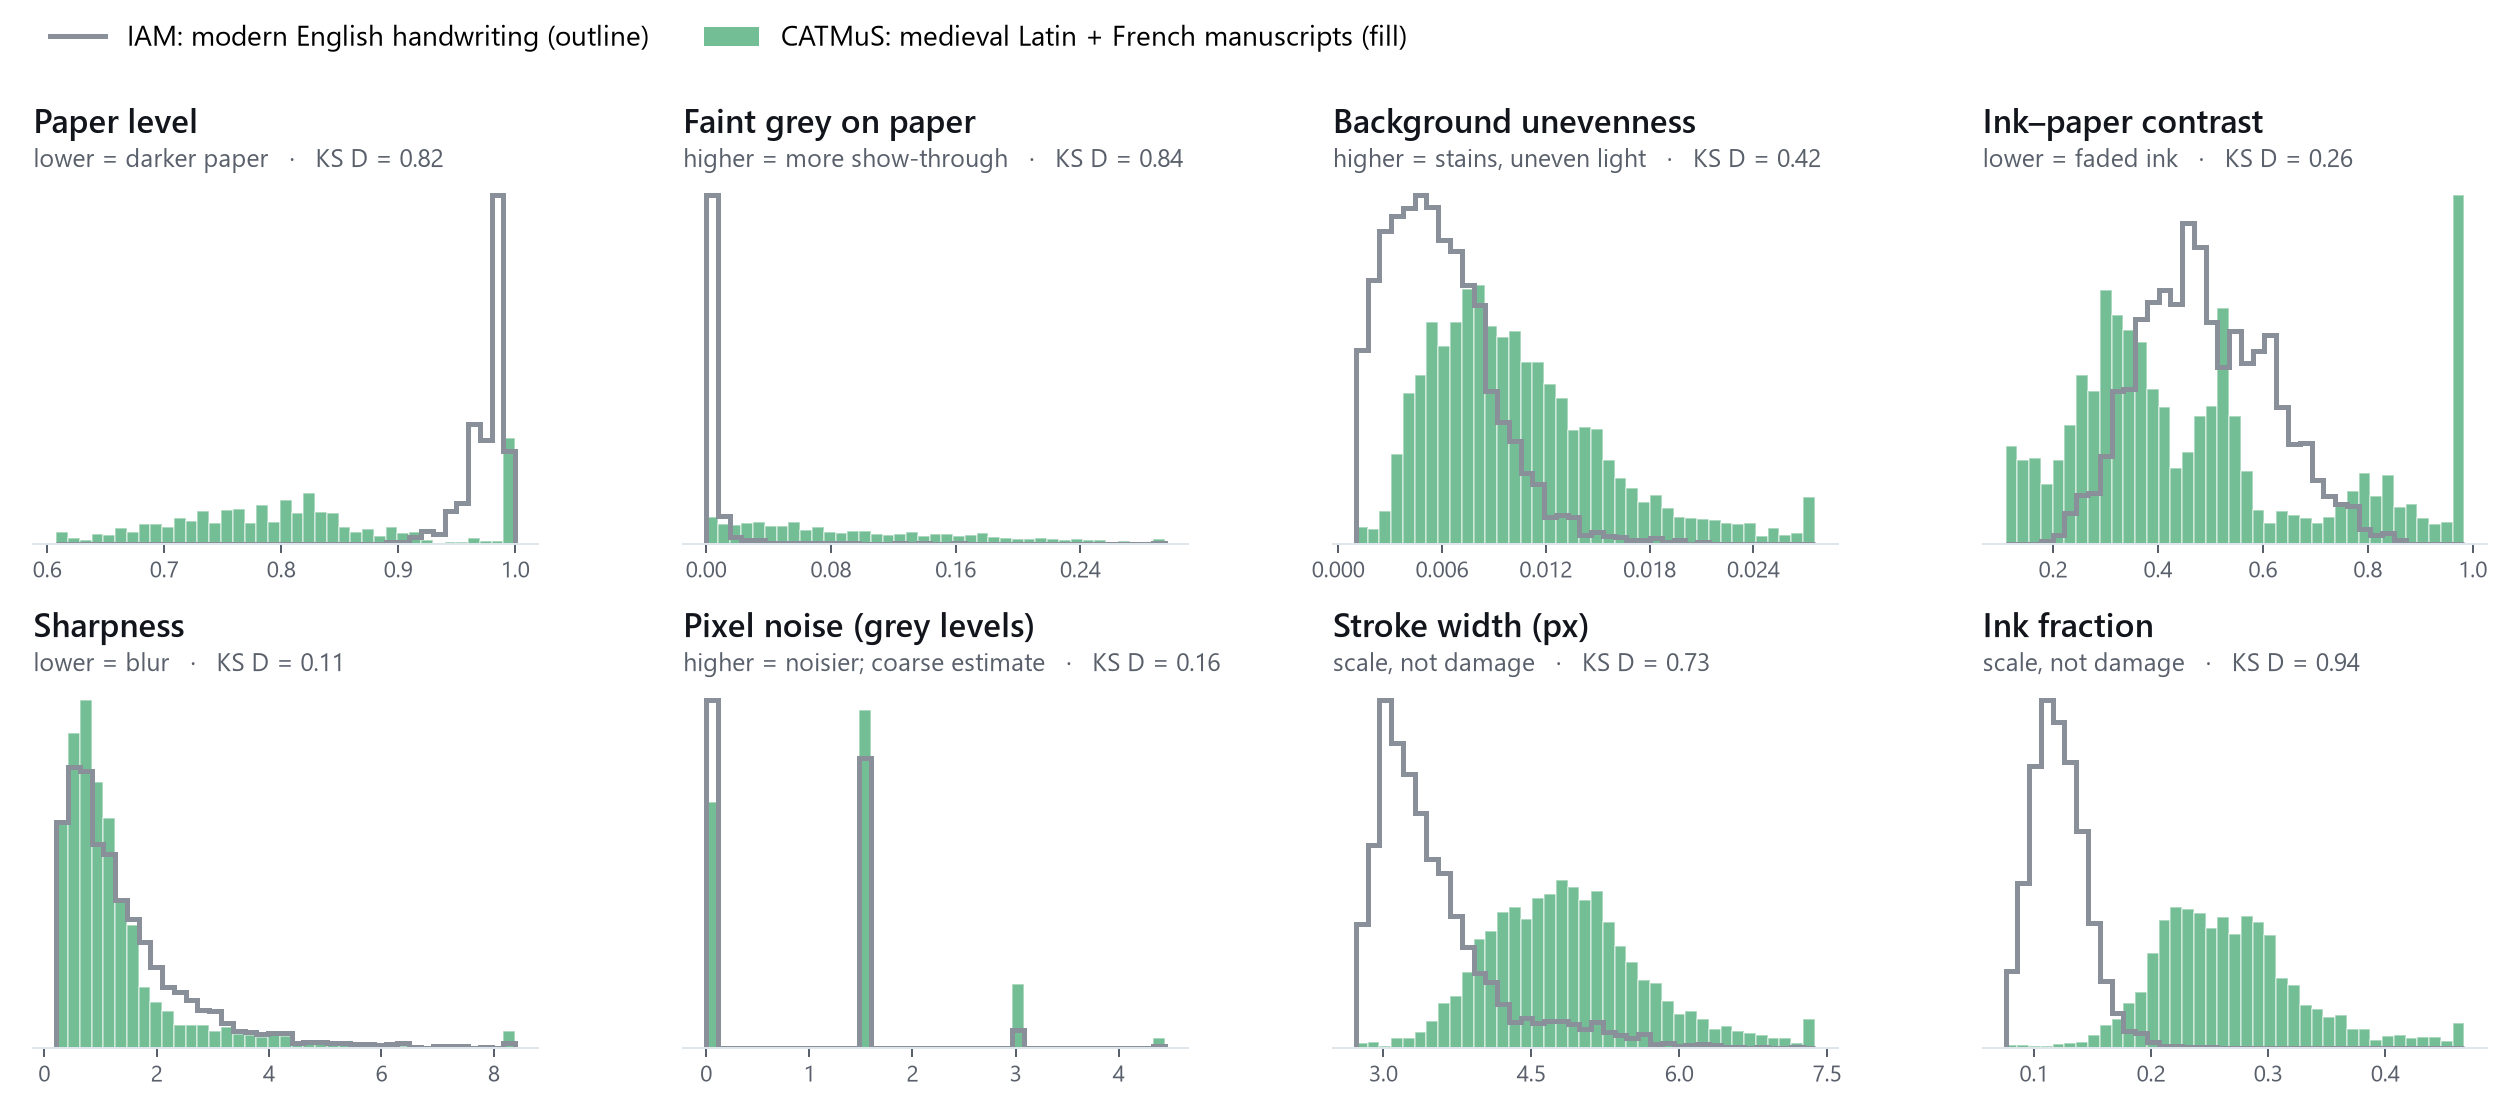 IAM: modern English handwriting (outline) CATMuS: medieval Latin + French manuscripts (fill)
Paper level
lower = darker paper · KS D = 0.82
0.6 0.7 0.8 0.9 1.0
Faint grey on paper
higher = more show-through · KS D = 0.84
0.00 0.08 0.16 0.24
Background unevenness
higher = stains, uneven light · KS D = 0.42
0.000 0.006 0.012 0.018 0.024
Ink–paper contrast
lower = faded ink · KS D = 0.26
0.2 0.4 0.6 0.8 1.0
Sharpness
lower = blur · KS D = 0.11
0 2 4 6 8
Pixel noise (grey levels)
higher = noisier; coarse estimate · KS D = 0.16
0 1 2 3 4
Stroke width (px)
scale, not damage · KS D = 0.73
3.0 4.5 6.0 7.5
Ink fraction
scale, not damage · KS D = 0.94
0.1 0.2 0.3 0.4